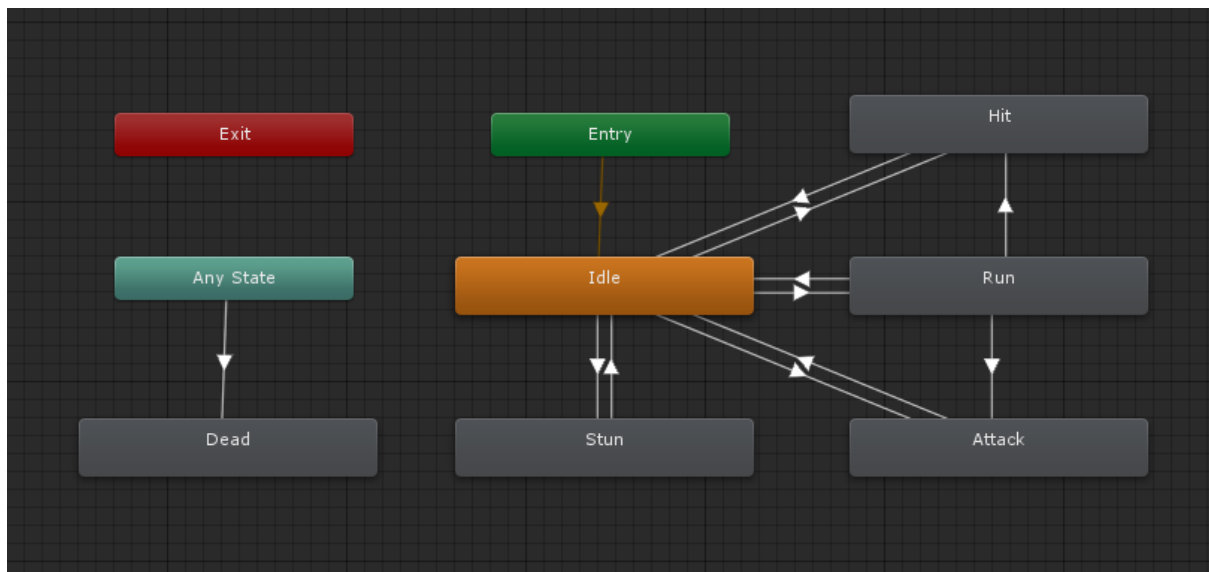 Exit
Entry
Hit
Any State
Idle
Run
Dead
Stun
Attack